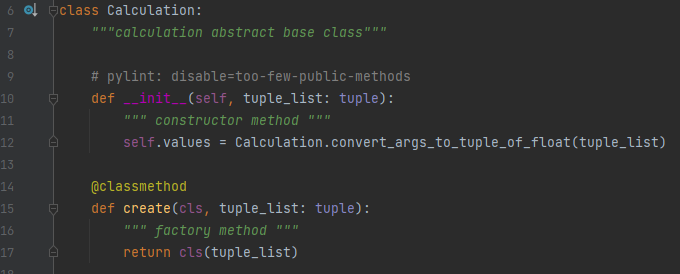 6 class Calculation:
7     """calculation abstract base class"""
8
9     # pylint: disable=too-few-public-methods
10     def __init__(self, tuple_list: tuple):
11         """ constructor method """
12         self.values = Calculation.convert_args_to_tuple_of_float(tuple_list)
13
14     @classmethod
15     def create(cls, tuple_list: tuple):
16         """ factory method """
17         return cls(tuple_list)